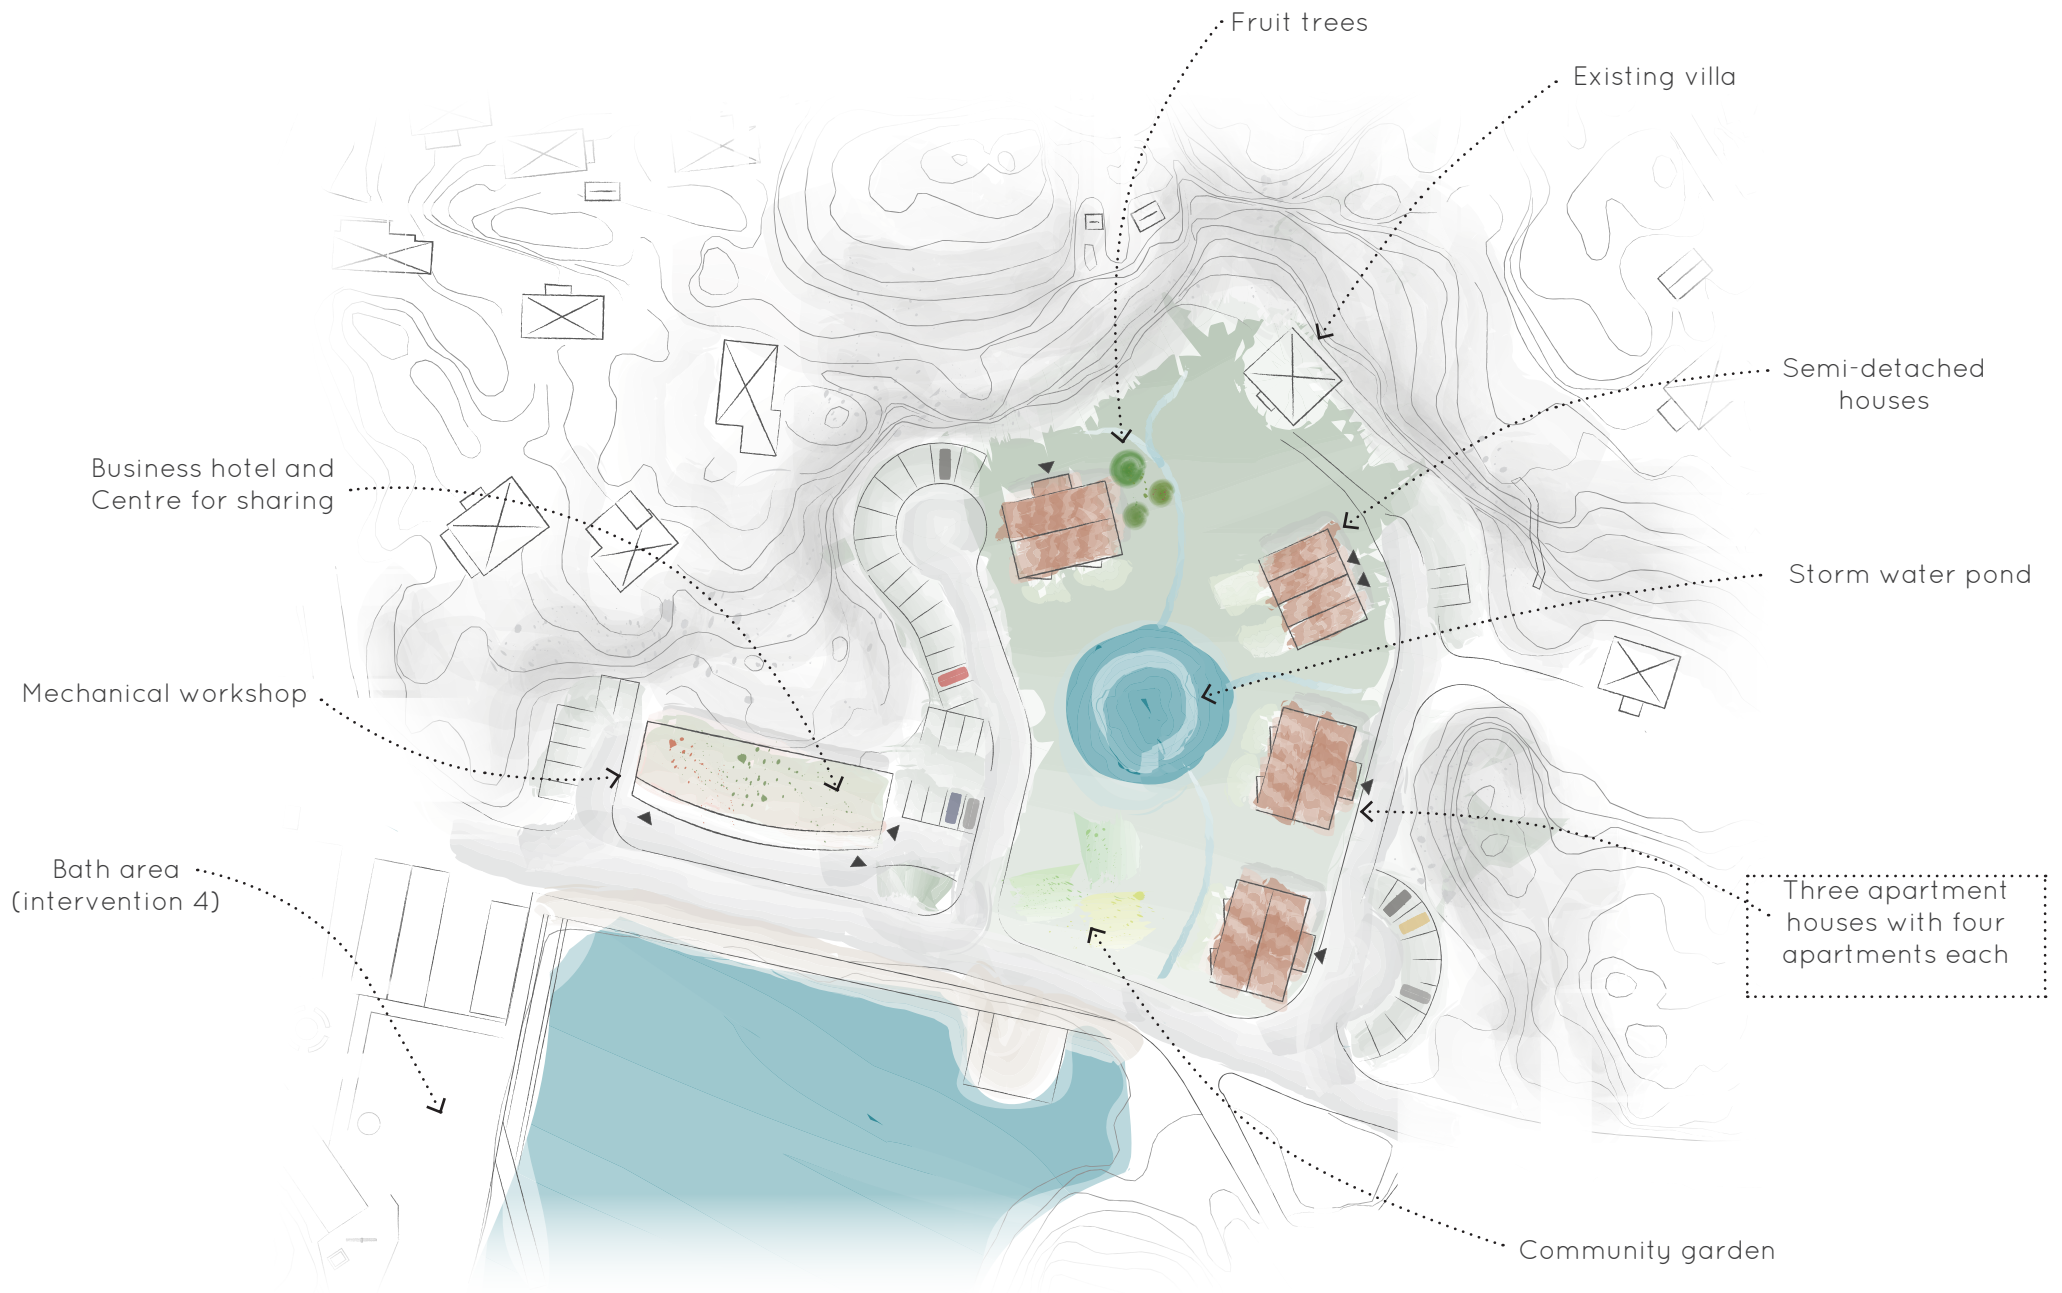 Fruit trees
Existing villa
Semi-detached
houses
Business hotel and
Centre for sharing
Storm water pond
Mechanical workshop
Bath area
(intervention 4)
Three apartment
houses with four
apartments each
Community garden